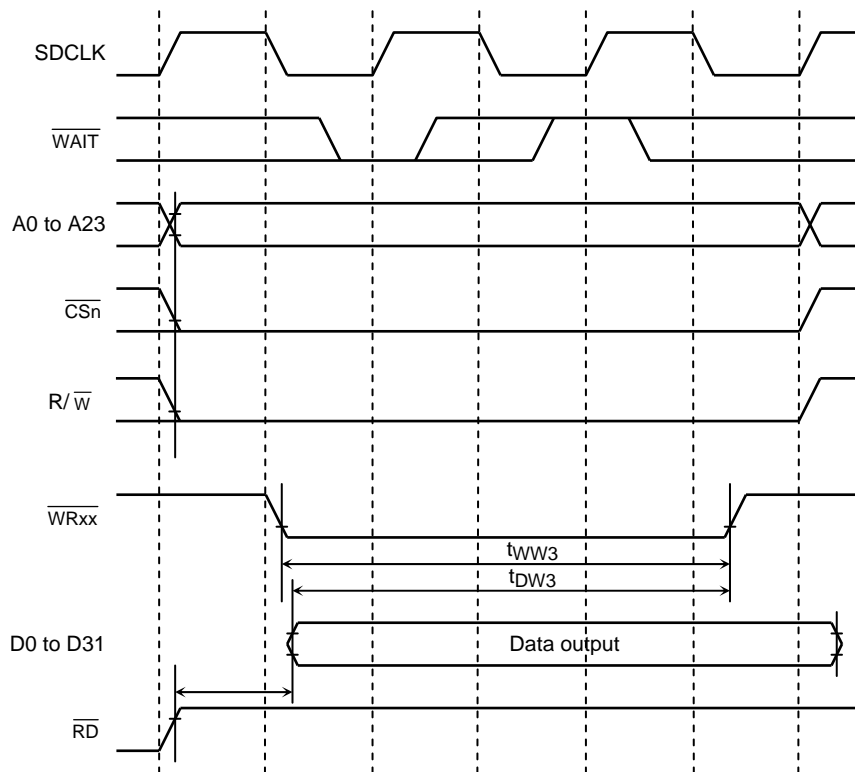 SDCLK
WAIT
A0 to A23
CSn
R/ W
WRxx
tWW3
tDW3
D0 to D31
Data output
RD